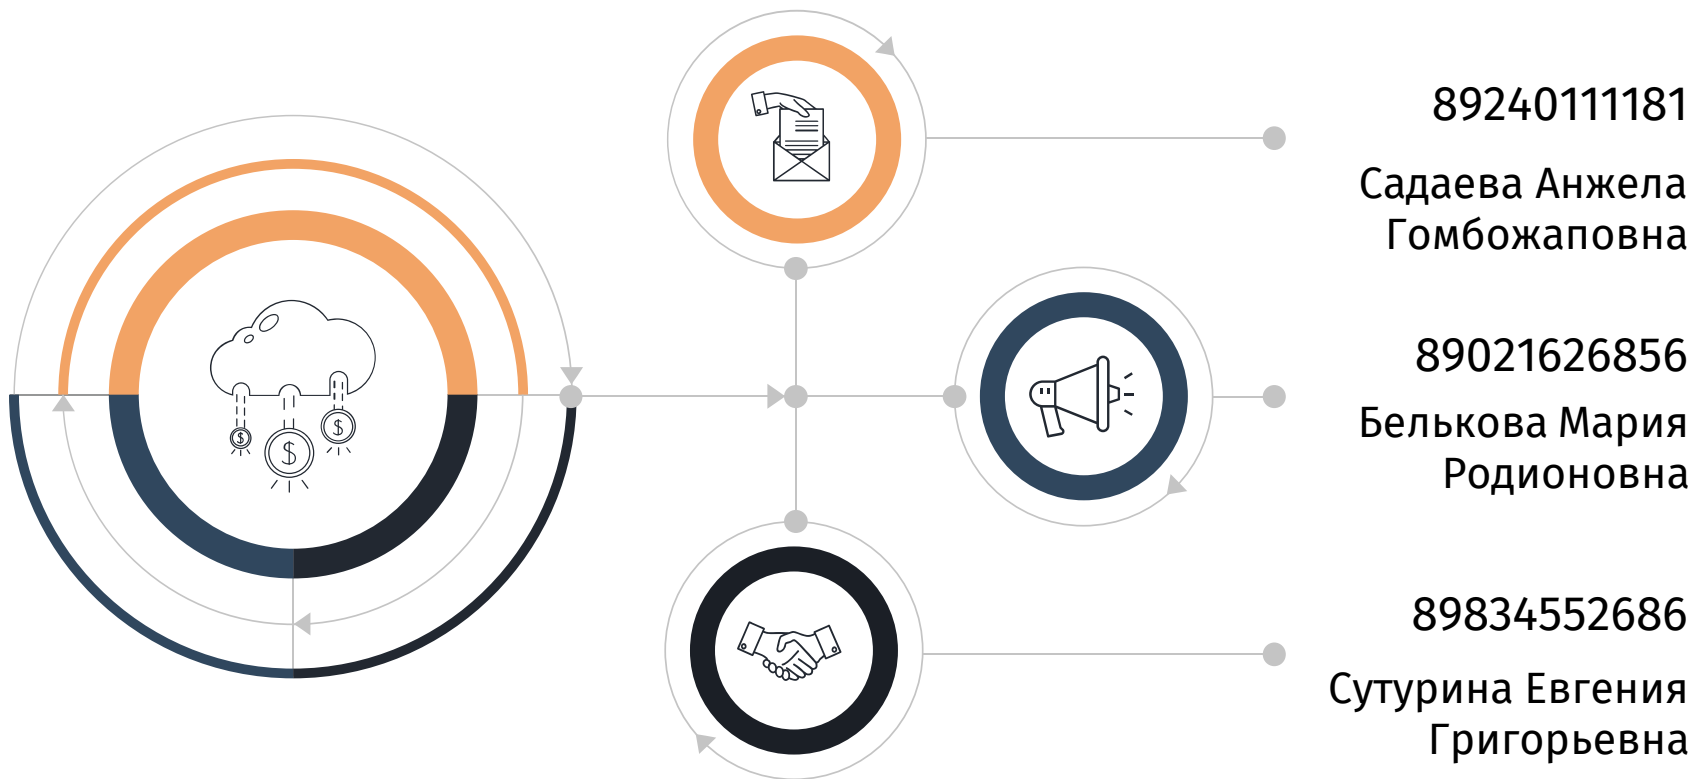 89240111181
Садаева Анжела
Гомбожаповна
89021626856
Белькова Мария
Родионовна
89834552686
Сутурина Евгения
Григорьевна